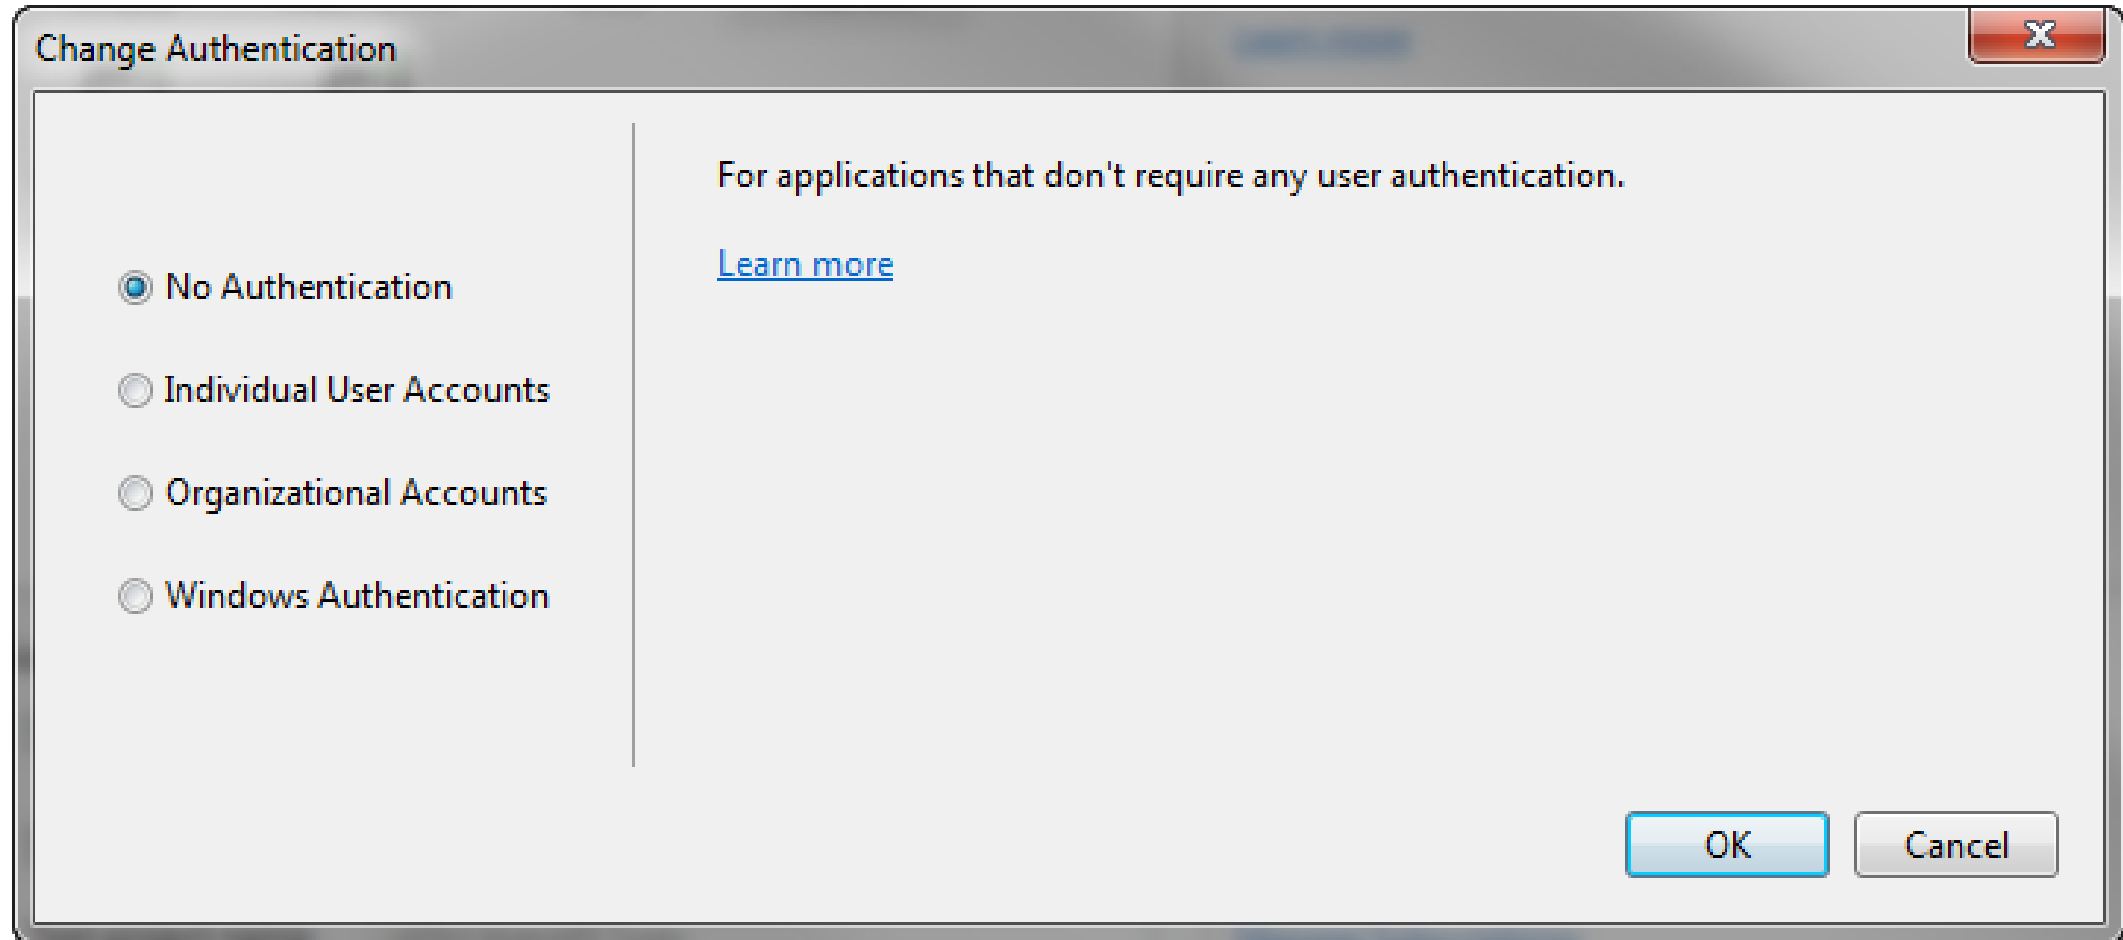 Change Authentication
No Authentication
Individual User Accounts
Organizational Accounts
Windows Authentication
For applications that don't require any user authentication.
Learn more
OK
Cancel